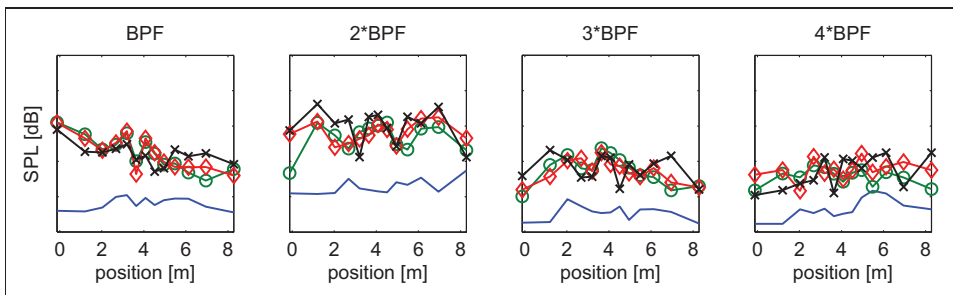 BPF 2*BPF 3*BPF 4*BPF
SPL [dB]
0 2 4 6 8 0 2 4 6 8 0 2 4 6 8 0 2 4 6 8
position [m] position [m] position [m] position [m]